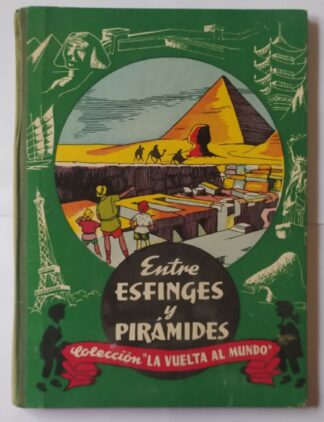 Entre
ESFINGES
y
PIRÁMIDES
Colección "LA VUELTA AL MUNDO"